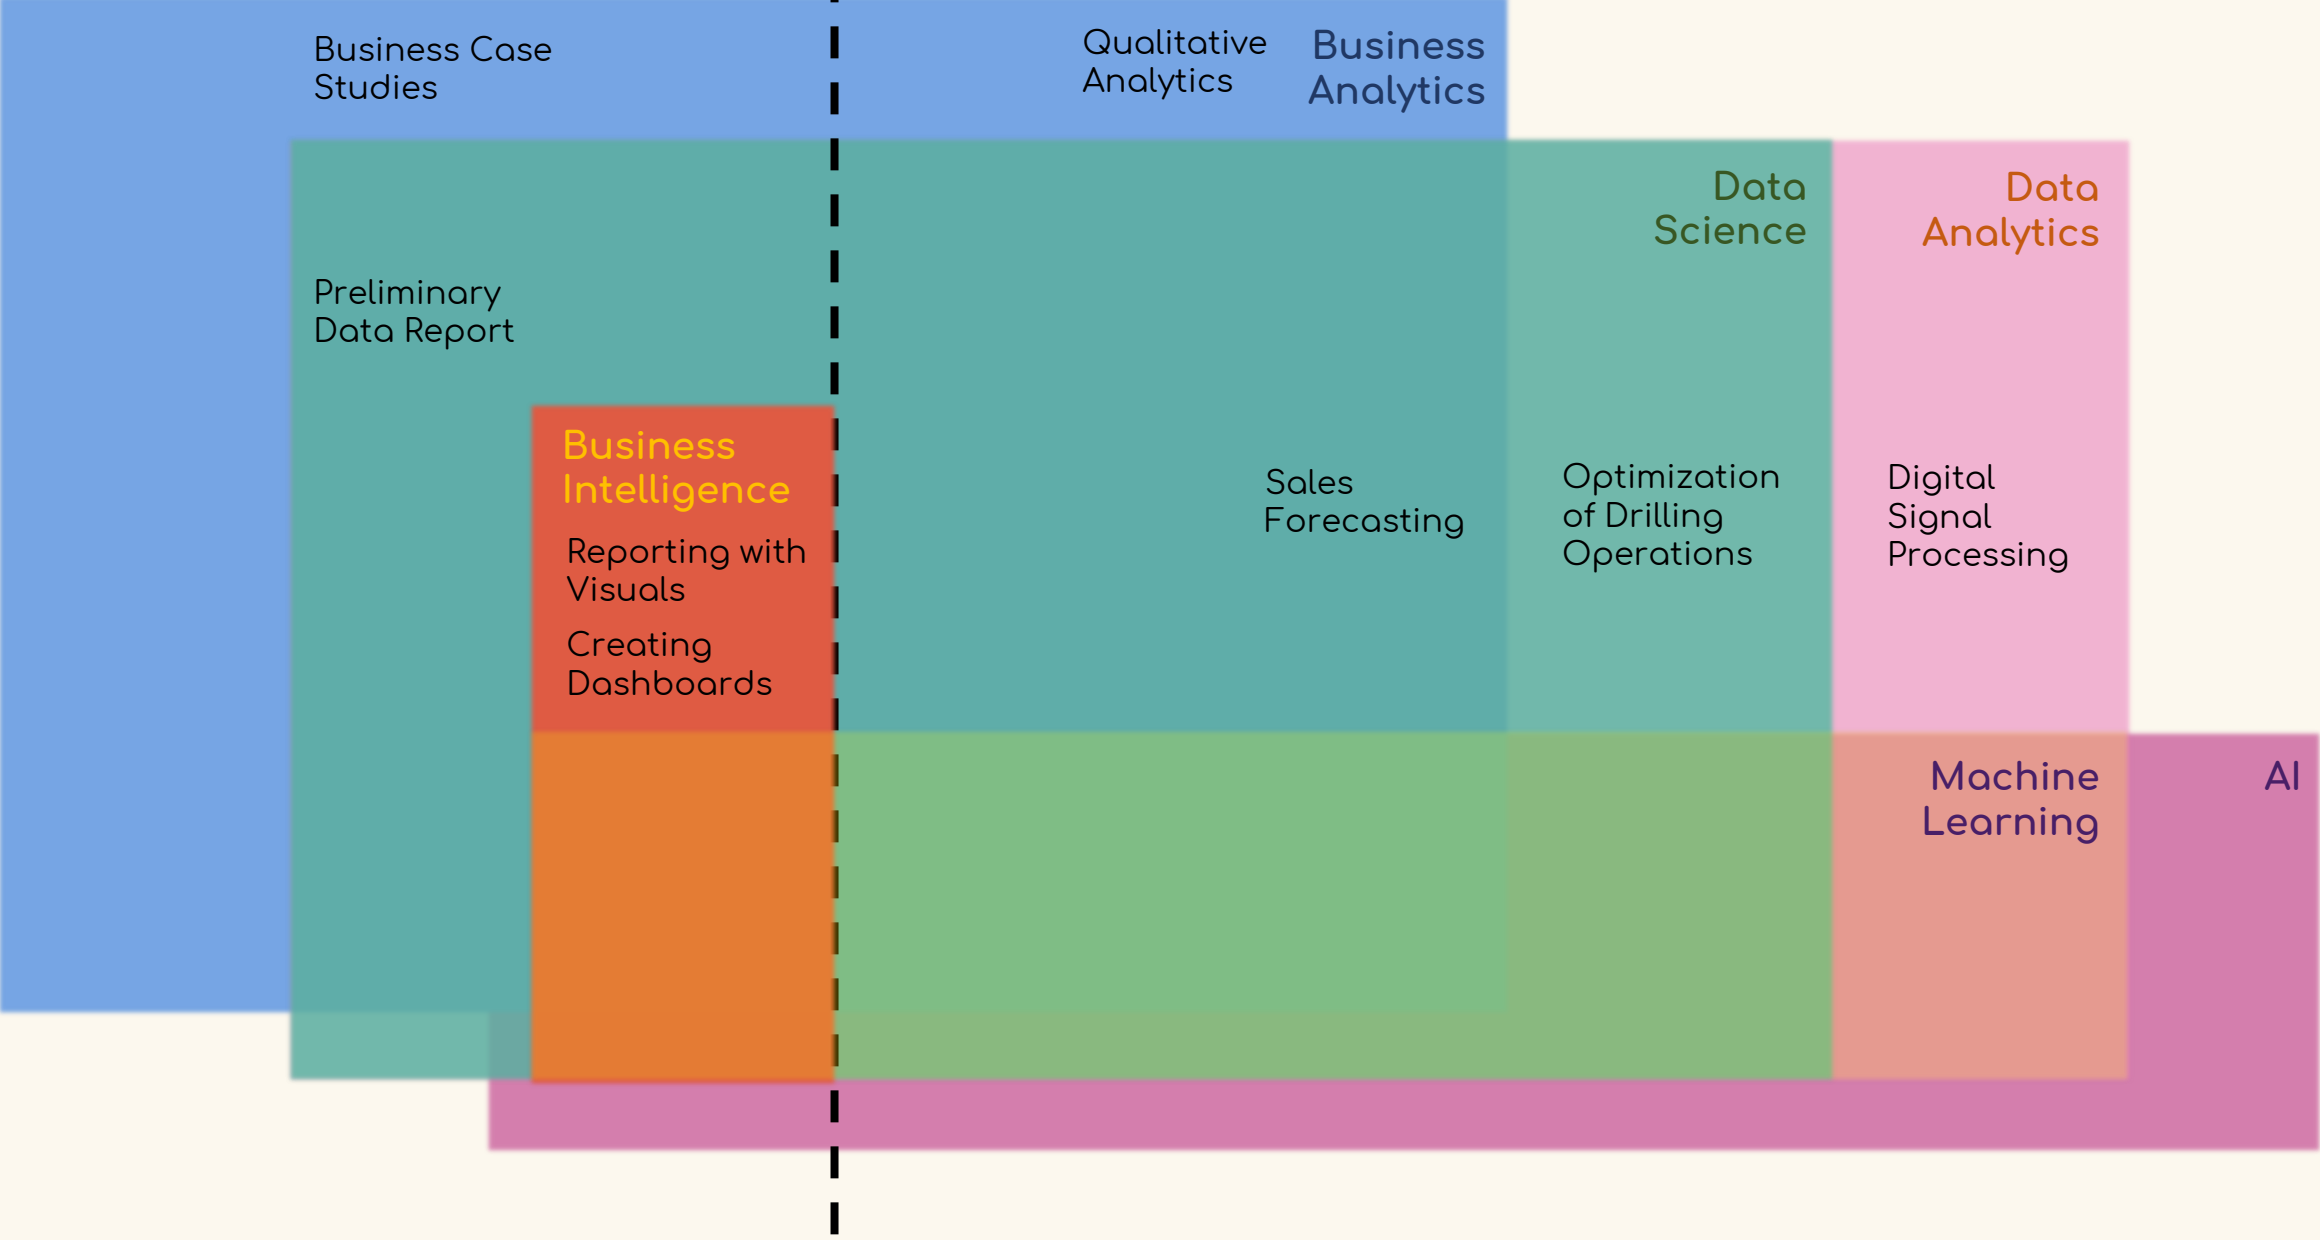 Business Case
Studies
Qualitative
Analytics
Business
Analytics
Data
Science
Data
Analytics
Preliminary
Data Report
Business
Intelligence
Reporting with
Visuals
Creating
Dashboards
Sales
Forecasting
Optimization
of Drilling
Operations
Digital
Signal
Processing
Machine
Learning
AI